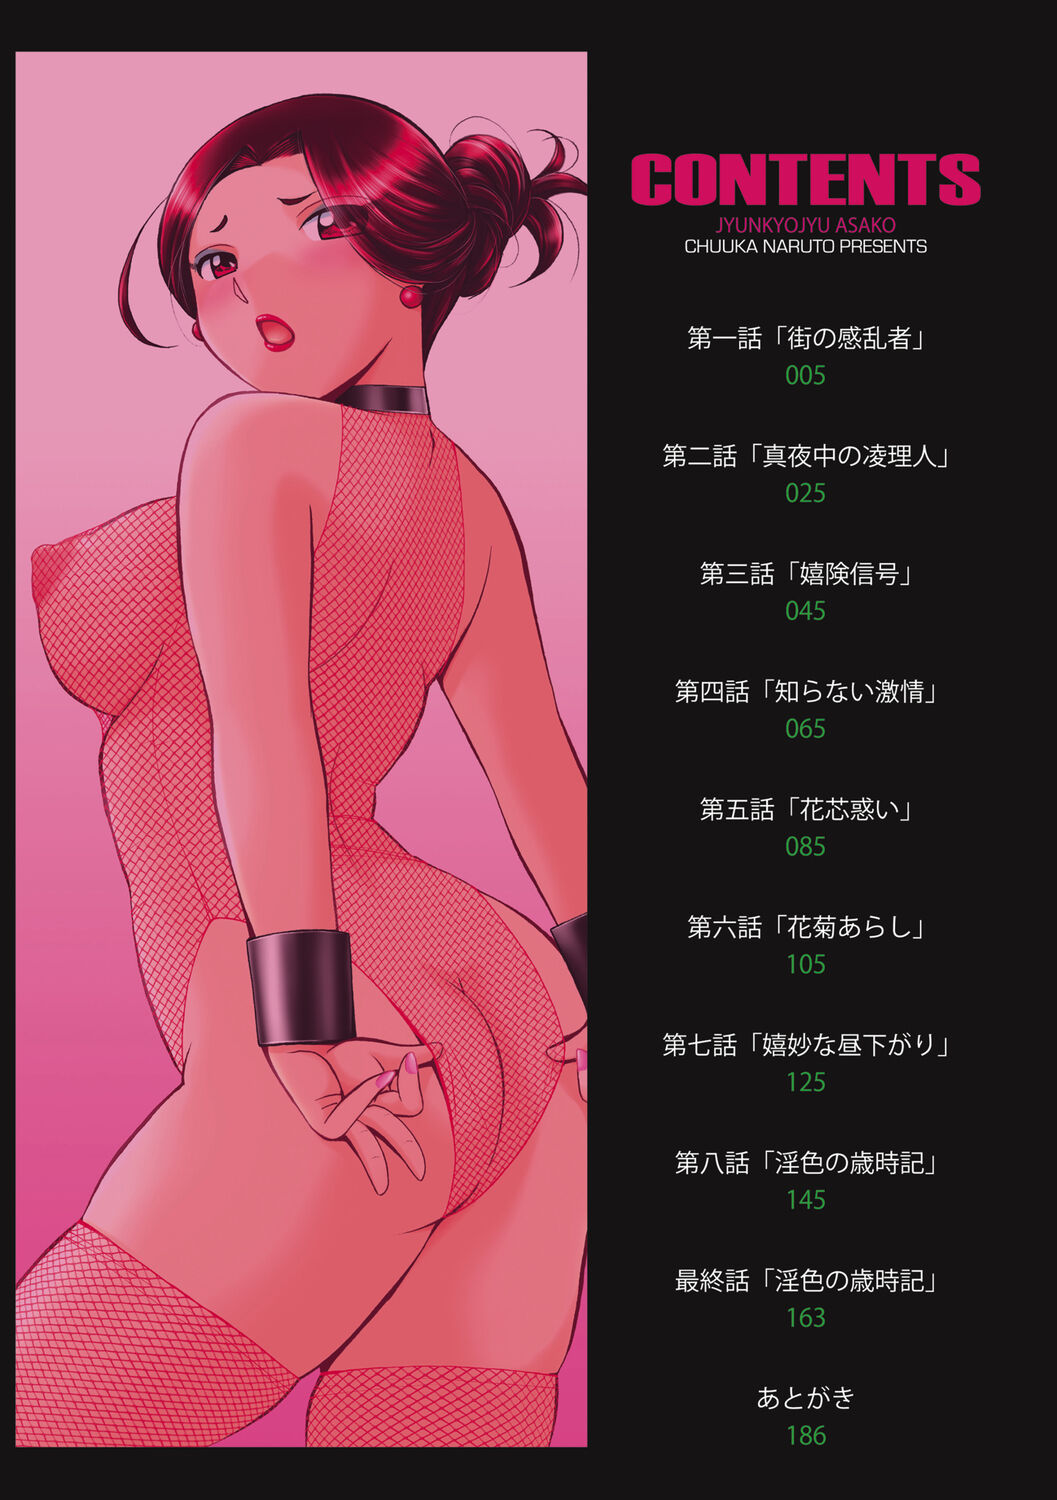 CONTENTS
JYUNKYOJYU ASAKO
CHUUKA NARUTO PRESENTS
第一話「街の感乱者」
005
第二話「真夜中の凌理人」
025
第三話「嬉険信号」
045
第四話「知らない激情」
065
第五話「花芯惑い」
085
第六話「花菊あらし」
105
第七話「嬉妙な昼下がり」
125
第八話「淫色の歳時記」
145
最終話「淫色の歳時記」
163
あとがき
186